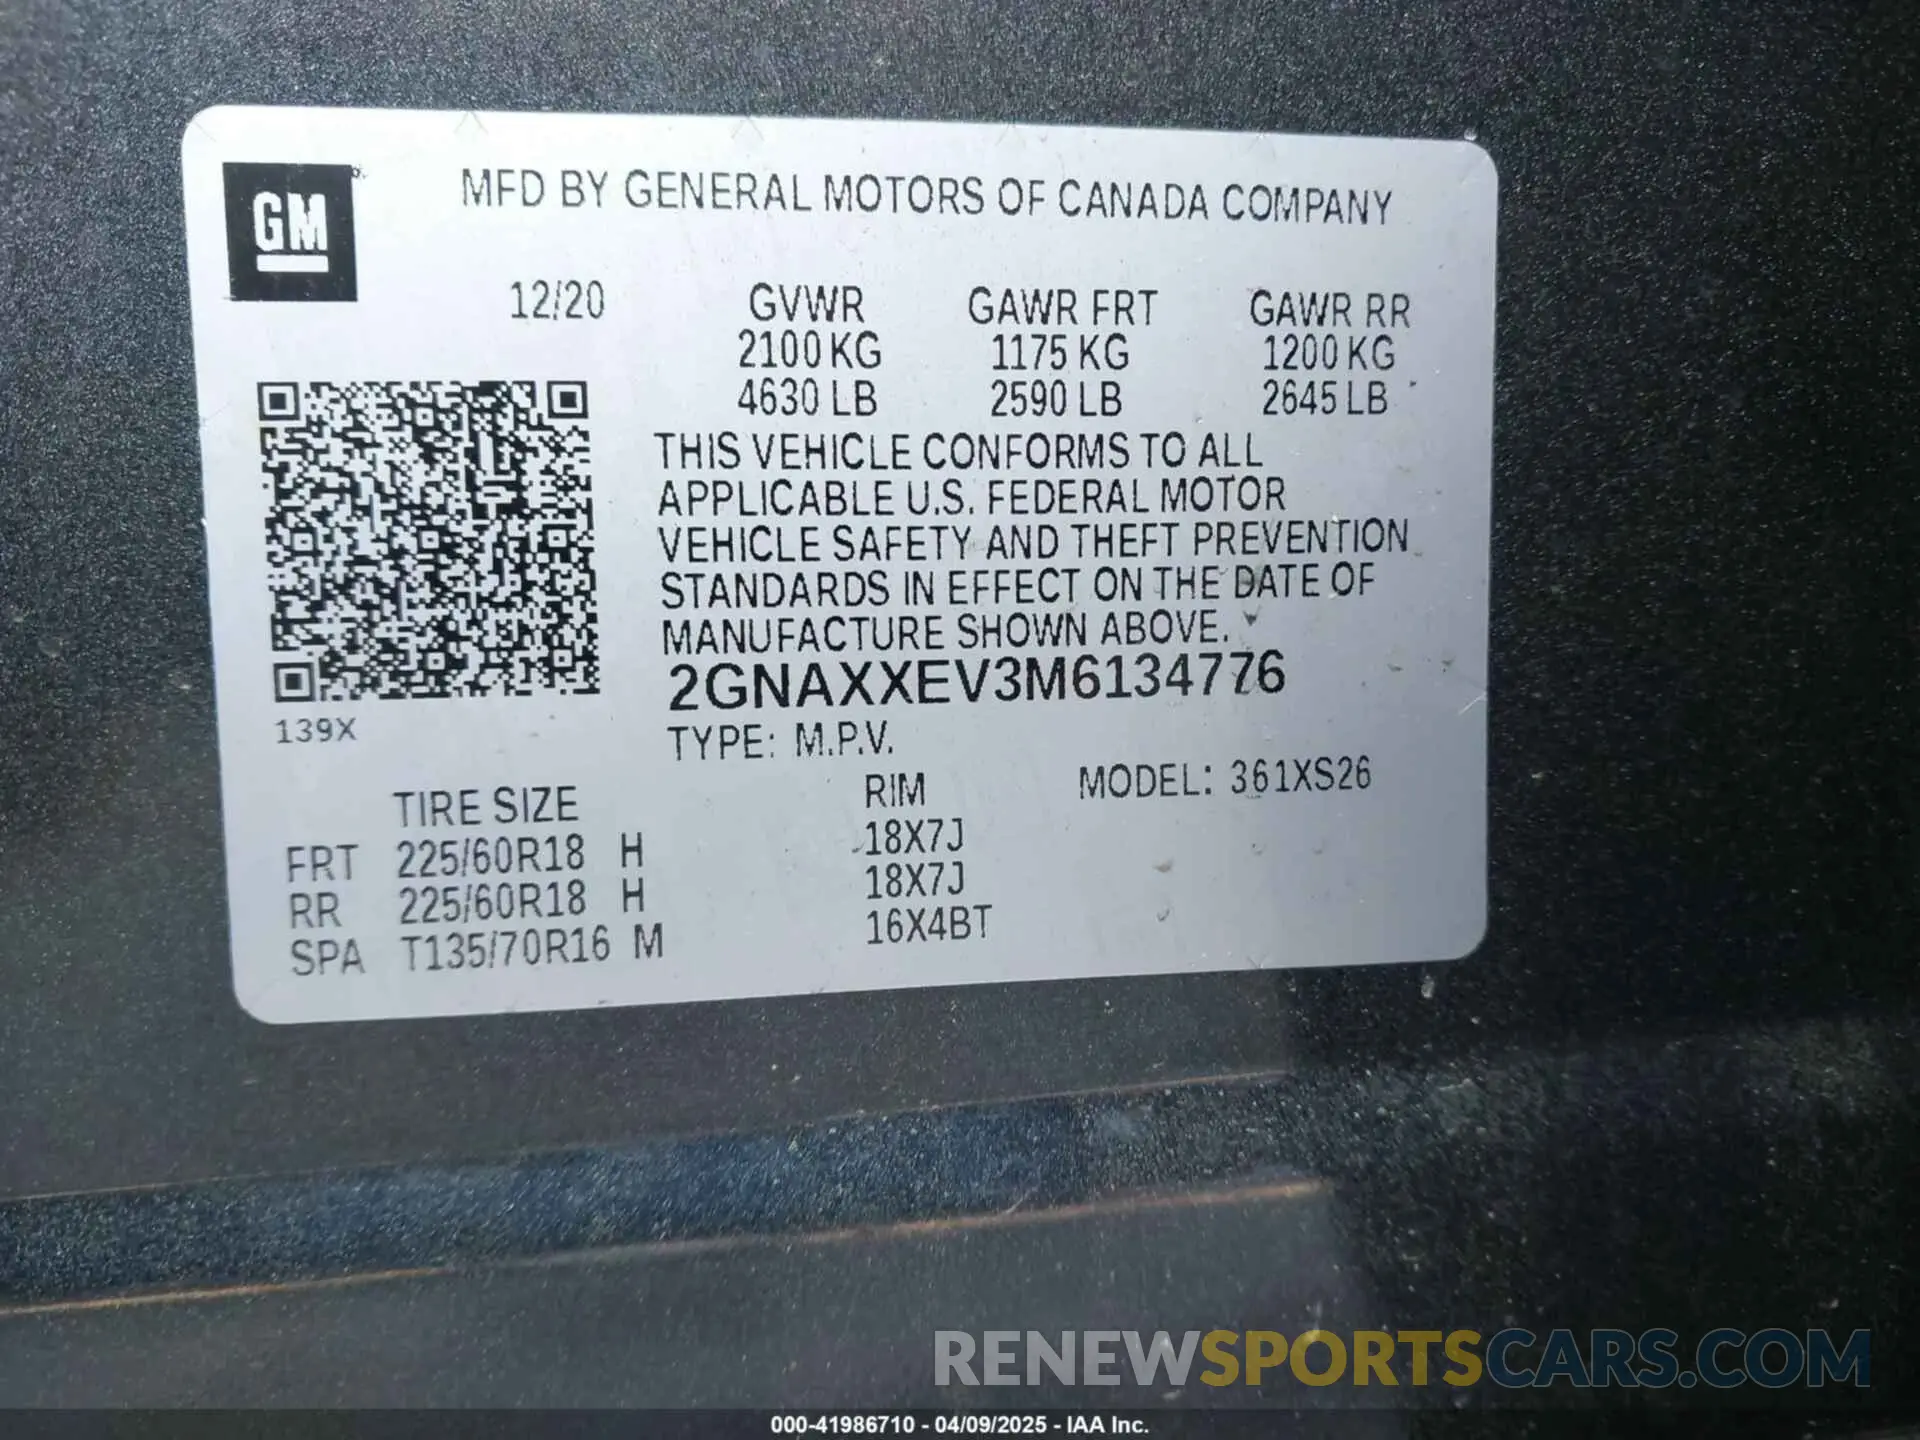 GM
MFD BY GENERAL MOTORS OF CANADA COMPANY
12/20 GVWR GAWR FRT GAWR RR
2100 KG 1175 KG 1200 KG
4630 LB 2590 LB 2645 LB
THIS VEHICLE CONFORMS TO ALL
APPLICABLE U.S. FEDERAL MOTOR
VEHICLE SAFETY AND THEFT PREVENTION
STANDARDS IN EFFECT ON THE DATE OF
MANUFACTURE SHOWN ABOVE.
2GNAXXEV3M6134776
139X
TYPE: M.P.V.
TIRE SIZE RIM MODEL: 361XS26
FRT 225/60R18 H 18X7J
RR 225/60R18 H 18X7J
SPA T135/70R16 M 16X4BT
RENEWSPORTSCARS.COM
000-41986710 - 04/09/2025 - IAA Inc.